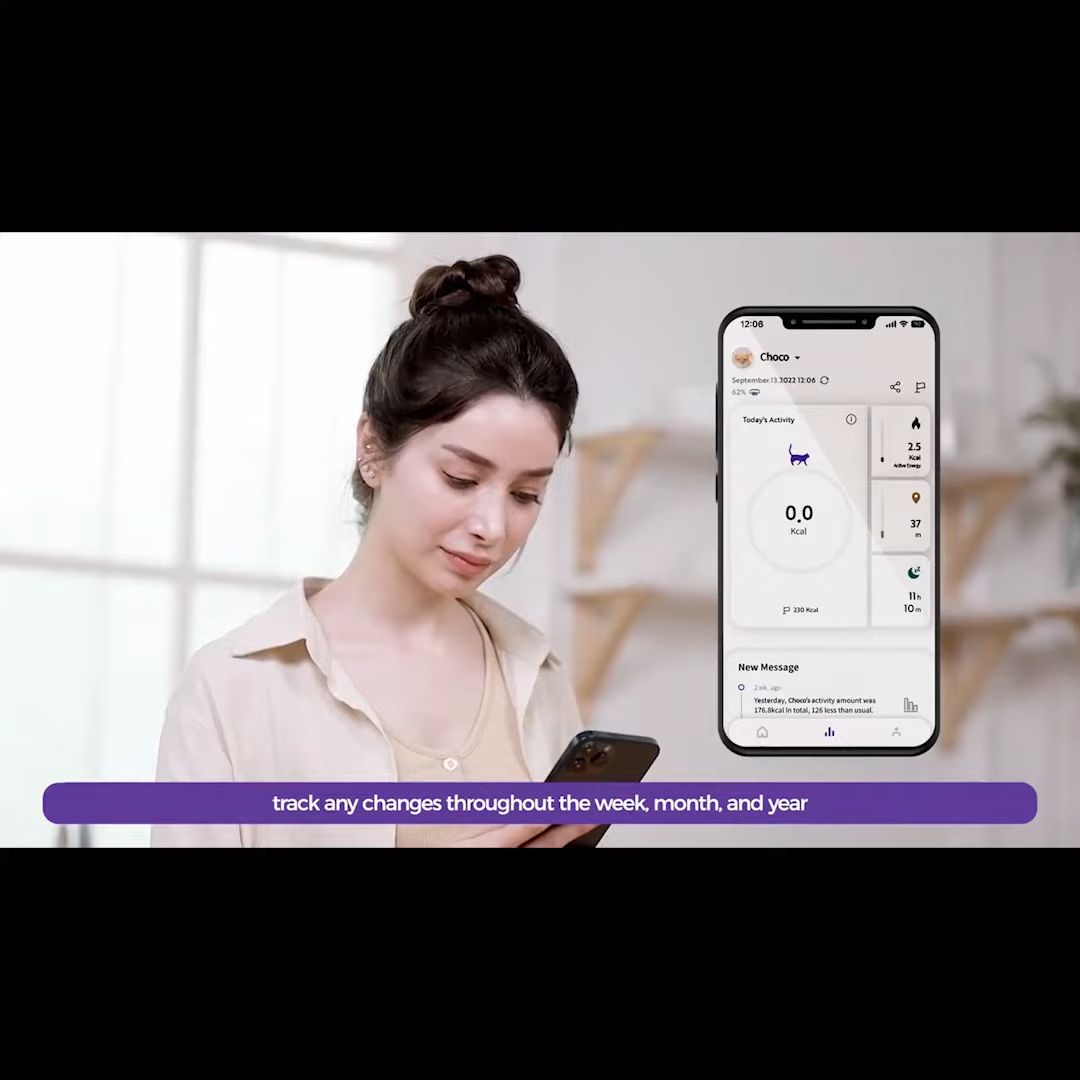 12:06
Choco
September.13.2022 12:06
62%
Today's Activity
0.0
Kcal
230 Kcal
2.5
Kcal
Active Energy
37
m
11h
10m
New Message
2 wk. ago
Yesterday, Choco's activity amount was
176.8kcal in total, 126 less than usual.
track any changes throughout the week, month, and year